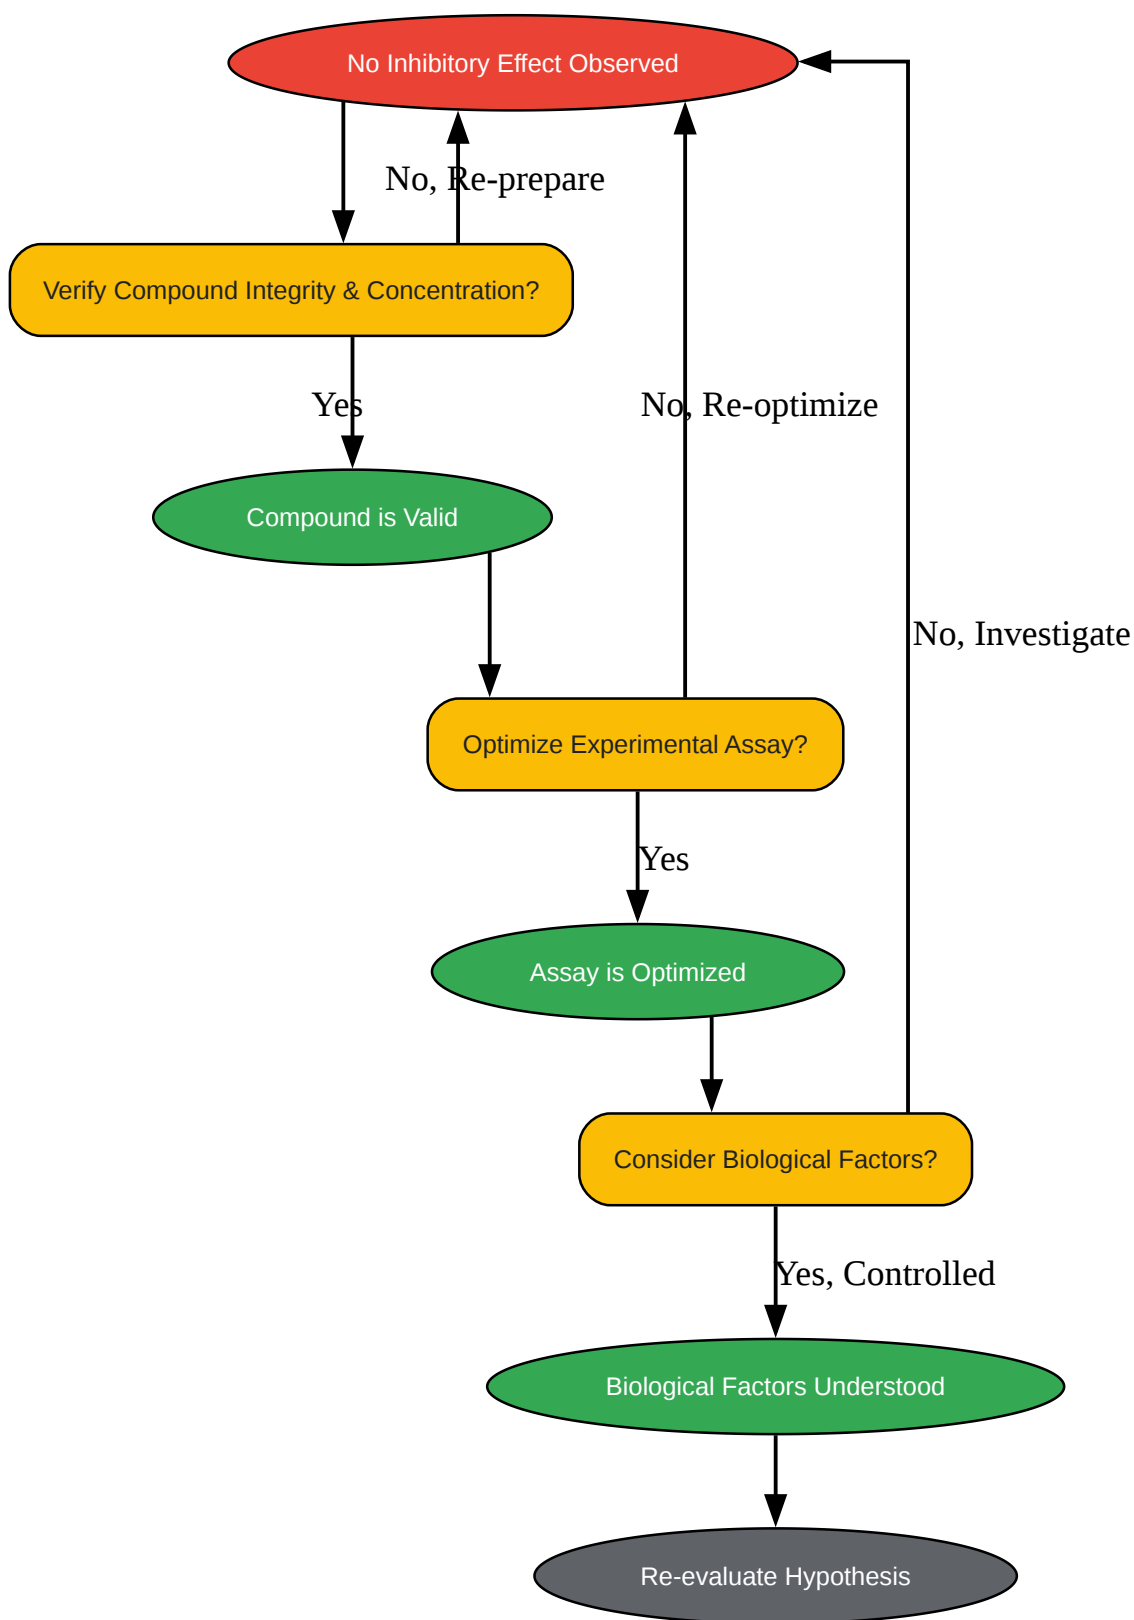 No Inhibitory Effect Observed
No, Re-prepare
Verify Compound Integrity & Concentration?
Yes
No, Re-optimize
Compound is Valid
No, Investigate
Optimize Experimental Assay?
Yes
Assay is Optimized
Consider Biological Factors?
Yes, Controlled
Biological Factors Understood
Re-evaluate Hypothesis